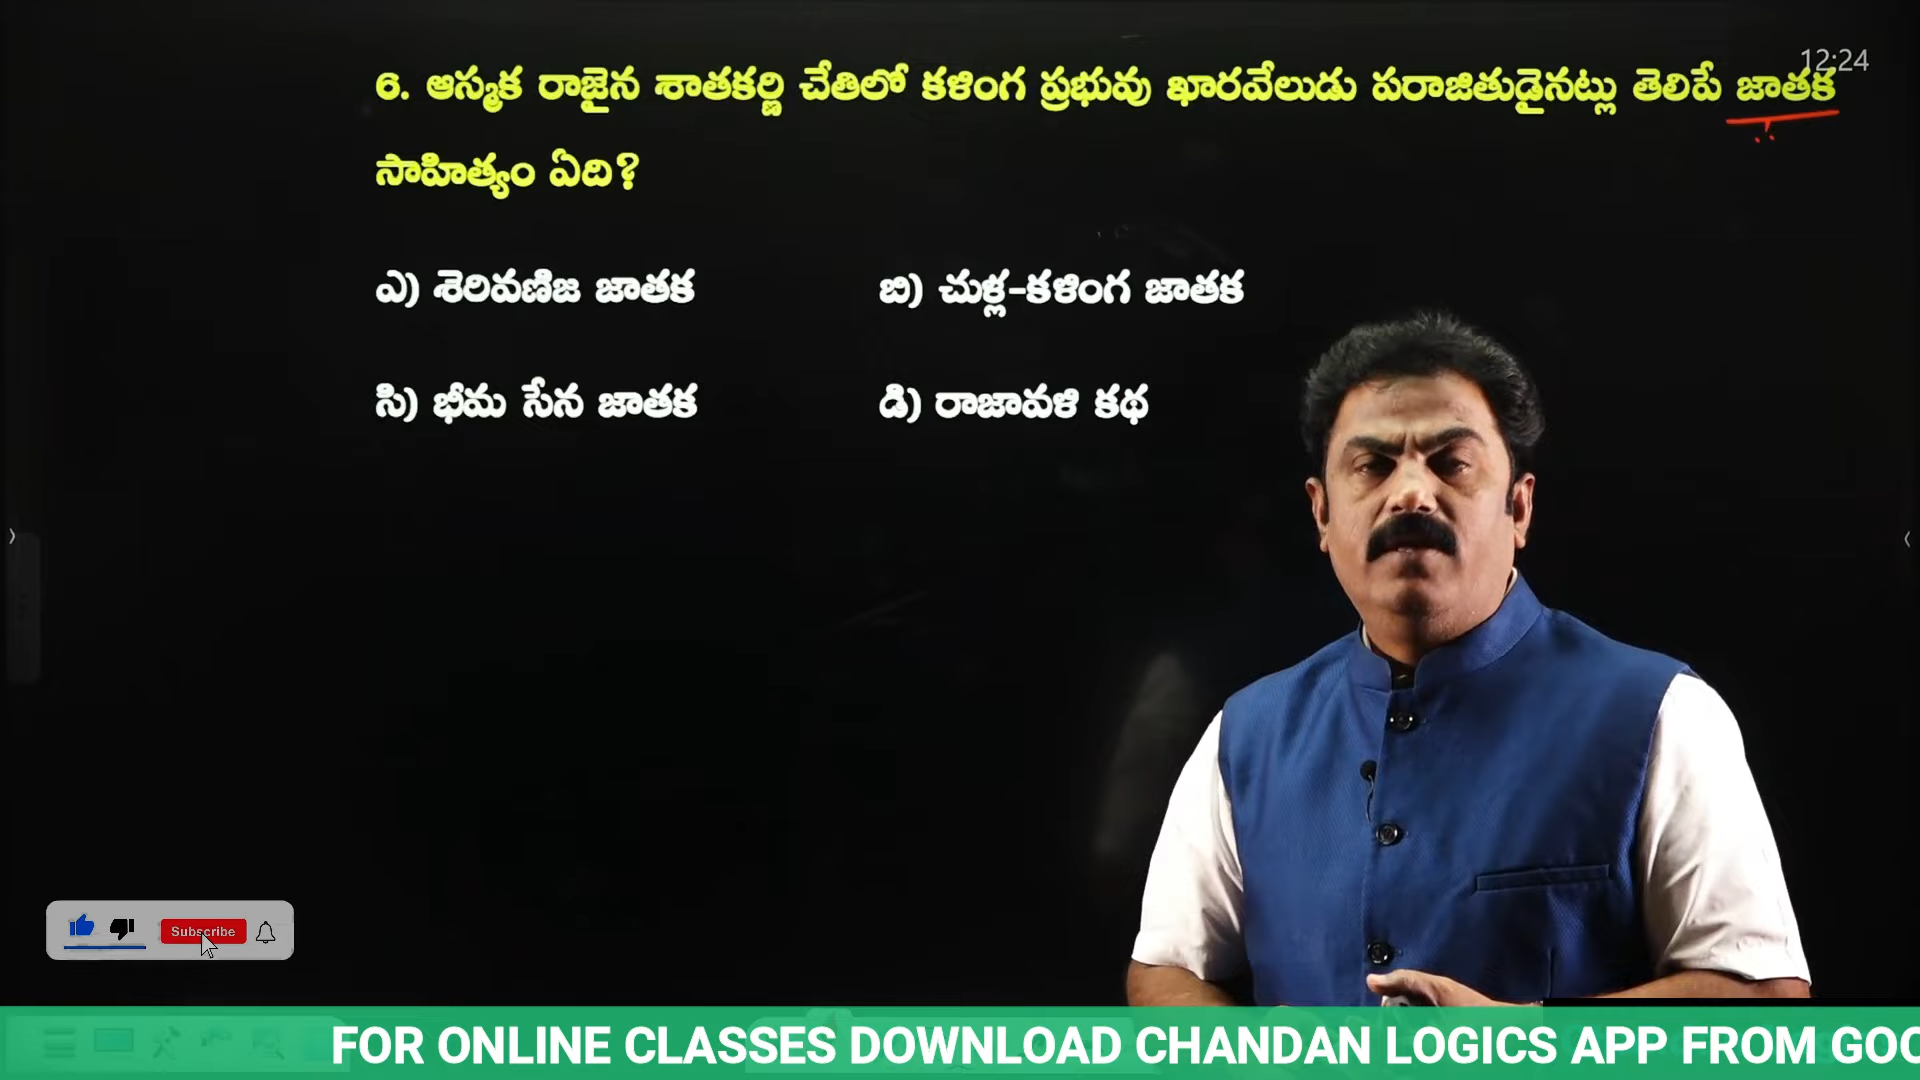 12:24
6. ఆస్మక రాజైన శాతకర్ణి చేతిలో కళింగ ప్రభువు ఖారవేలుడు పరాజితుడైనట్లు తెలిపే జాతక
సాహిత్యం ఏది?
ఎ) శెరివణిజ జాతక
బి) చుళ్ల-కళింగ జాతక
సి) భీమ సేన జాతక
డి) రాజావళి కథ
Subscribe
FOR ONLINE CLASSES DOWNLOAD CHANDAN LOGICS APP FROM GOO